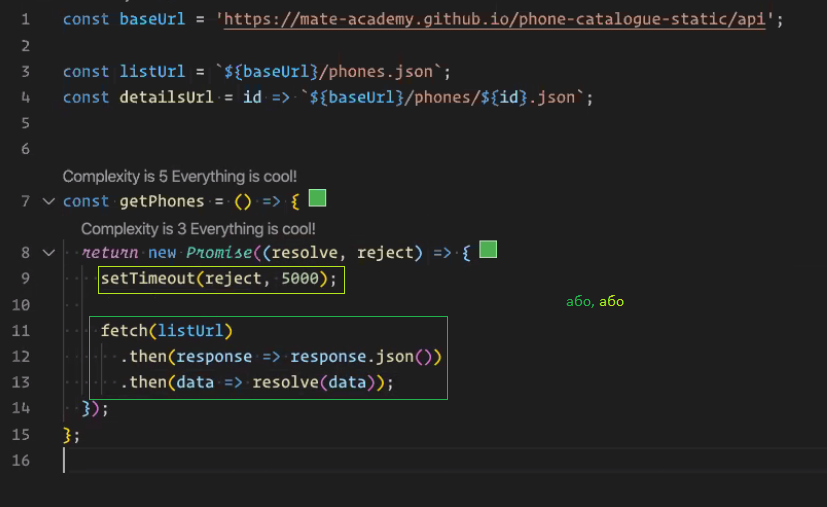 1 const baseUrl = 'https://mate-academy.github.io/phone-catalogue-static/api';
2
3 const listUrl = `${baseUrl}/phones.json`;
4 const detailsUrl = id => `${baseUrl}/phones/${id}.json`;
5
6
Complexity is 5 Everything is cool!
7 const getPhones = () => {
Complexity is 3 Everything is cool!
8 return new Promise((resolve, reject) => {
9 setTimeout(reject, 5000);
10
або, або
11 fetch(listUrl)
12 .then(response => response.json())
13 .then(data => resolve(data));
14 });
15 };
16